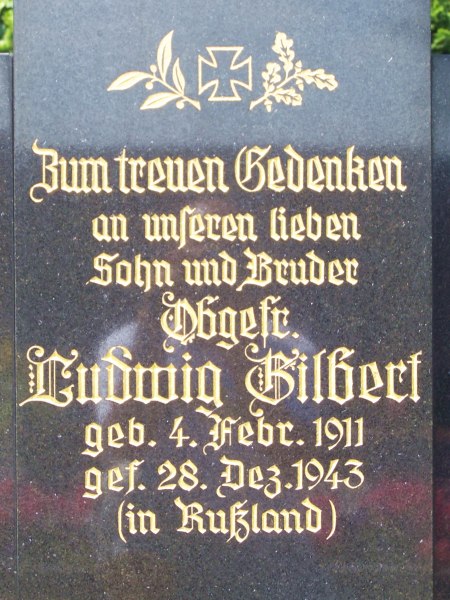 Zum treuen Gedenken
an unseren lieben
Sohn und Bruder
Obgefr.
Ludwig Gilbert
geb. 4. Febr. 1911
gef. 28. Dez. 1943
(in Rußland)